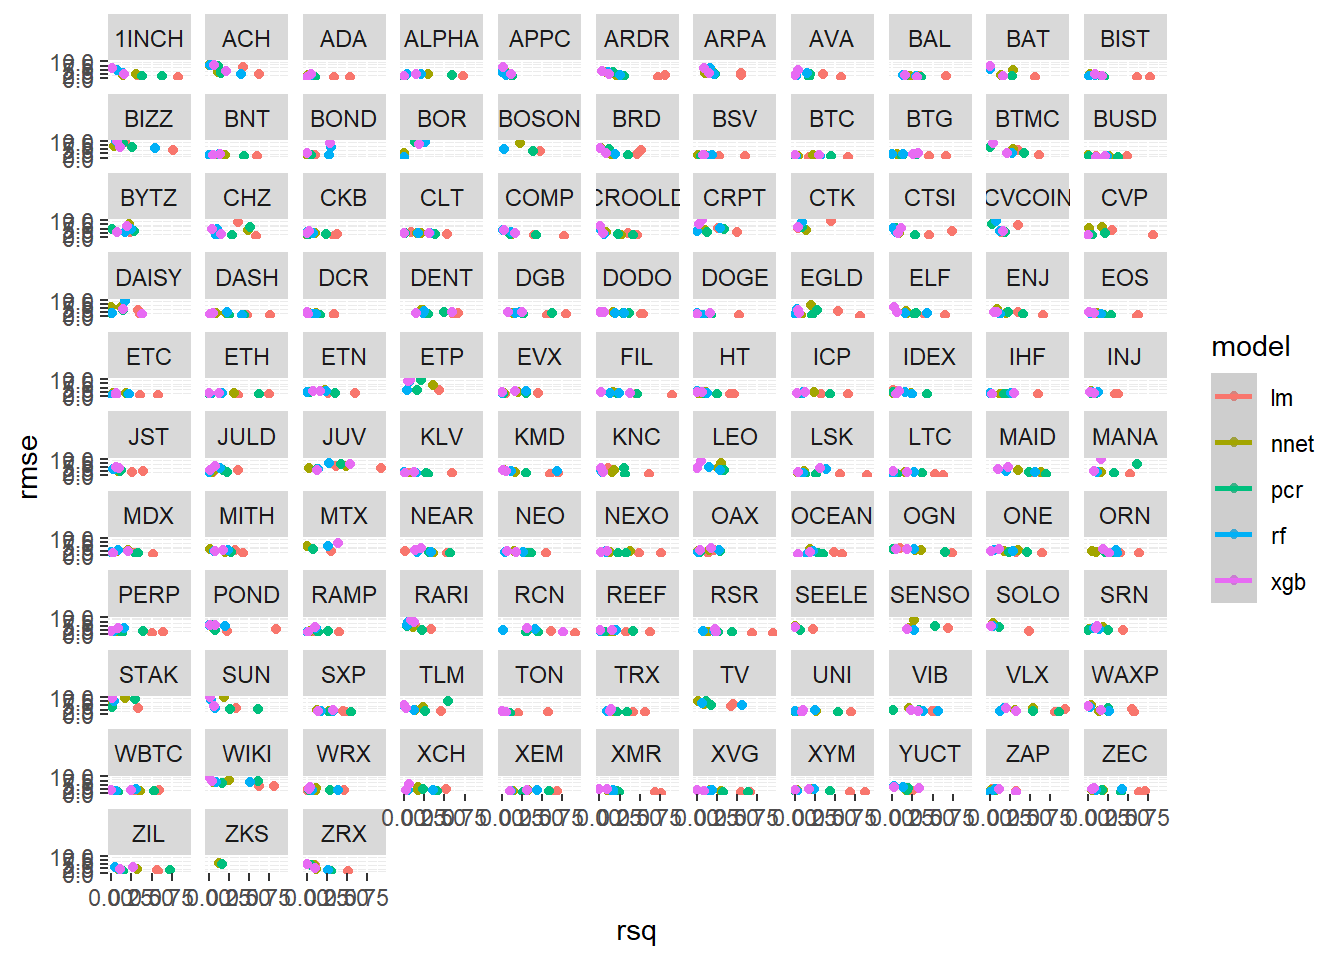 1INCH ACH ADA ALPHA APPC ARDR ARPA AVA BAL BAT BIST
BIZZ BNT BOND BOR BOSON BRD BSV BTC BTG BTMC BUSD
BYTZ CHZ CKB CLT COMP CROOLD CRPT CTK CTSI CVCOIN CVP
DAISY DASH DCR DENT DGB DODO DOGE EGLD ELF ENJ EOS
ETC ETH ETN ETP EVX FIL HT ICP IDEX IHF INJ
JST JULD JUV KLV KMD KNC LEO LSK LTC MAID MANA
MDX MITH MTX NEAR NEO NEXO OAX OCEAN OGN ONE ORN
PERP POND RAMP RARI RCN REEF RSR SEELE SENSO SOLO SRN
STAK SUN SXP TLM TON TRX TV UNI VIB VLX WAXP
WBTC WIKI WRX XCH XEM XMR XVG XYM YUCT ZAP ZEC
ZIL ZKS ZRX
rsq
rmse
model
lm
nnet
pcr
rf
xgb